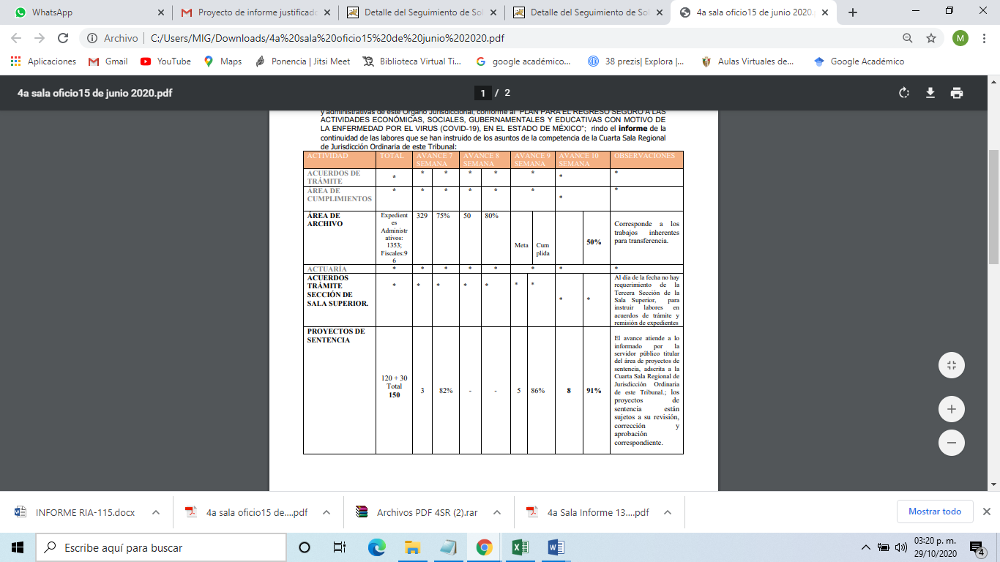 WhatsApp
Proyecto de informe justificado
Detalle del Seguimiento de Sol
Detalle del Seguimiento de Sol
4a sala oficio15 de junio 2020.
Archivo | C:/Users/MIG/Downloads/4a%20sala%20oficio15%20de%20junio%202020.pdf
M
Aplicaciones
Gmail
YouTube
Maps
Ponencia | Jitsi Meet
Biblioteca Virtual Ti...
google académico...
38 prezis| Explora |...
Aulas Virtuales de...
Google Académico
4a sala oficio15 de junio 2020.pdf
1 / 2
y administrativas de este Órgano Jurisdiccional, conforme al "PLAN PARA EL REGRESO SEGURO A LAS
ACTIVIDADES ECONÓMICAS, SOCIALES, GUBERNAMENTALES Y EDUCATIVAS CON MOTIVO DE
LA ENFERMEDAD POR EL VIRUS (COVID-19), EN EL ESTADO DE MÉXICO"; rindo el informe de la
continuidad de las labores que se han instruido de los asuntos de la competencia de la Cuarta Sala Regional
de Jurisdicción Ordinaria de este Tribunal:
ACTIVIDAD
TOTAL
AVANCE 7
SEMANA
AVANCE 8
SEMANA
AVANCE 9
SEMANA
AVANCE 10
SEMANA
OBSERVACIONES
ACUERDOS DE
TRÁMITE
* * * * * * * *
ÁREA DE
CUMPLIMIENTOS
* * * * * * * *
ÁREA DE
ARCHIVO
Expedient
es
Administr
ativos:
1353;
Fiscales:9
6
329
75%
50
80%
Meta
Cum
plida
50%
Corresponde a los
trabajos inherentes
para transferencia.
ACTUARÍA
* * * * * * * *
ACUERDOS
TRÁMITE
SECCIÓN DE
SALA SUPERIOR.
* * * * * * * * *
Al día de la fecha no hay
requerimiento de la
Tercera Sección de la
Sala Superior, para
instruir labores en
acuerdos de trámite y
remisión de expedientes
PROYECTOS DE
SENTENCIA
120 + 30
Total
150
3
82%
-
-
5
86%
8
91%
El avance atiende a lo
informado por la
servidor público titular
del área de proyectos de
sentencia, adscrita a la
Cuarta Sala Regional de
Jurisdicción Ordinaria
de este Tribunal.; los
proyectos de
sentencia están
sujetos a su revisión,
corrección y
aprobación
correspondiente.
INFORME RIA-115.docx
4a sala oficio15 de....pdf
Archivos PDF 4SR (2).rar
4a Sala Informe 13....pdf
Mostrar todo
Escribe aquí para buscar
03:20 p. m.
29/10/2020
4